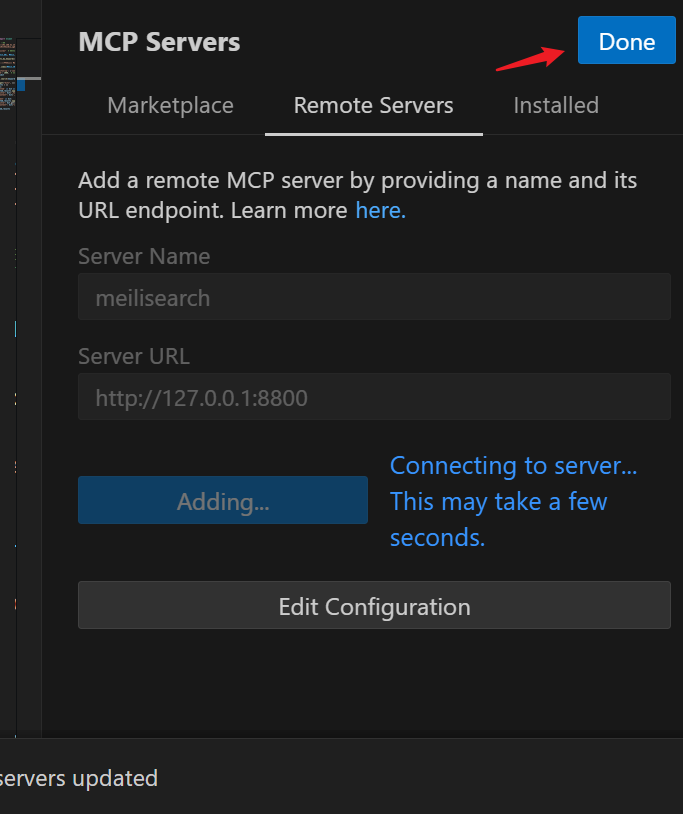 MCP Servers
Done
Marketplace
Remote Servers
Installed
Add a remote MCP server by providing a name and its
URL endpoint. Learn more here.
Server Name
meilisearch
Server URL
http://127.0.0.1:8800
Adding...
Connecting to server...
This may take a few
seconds.
Edit Configuration
servers updated